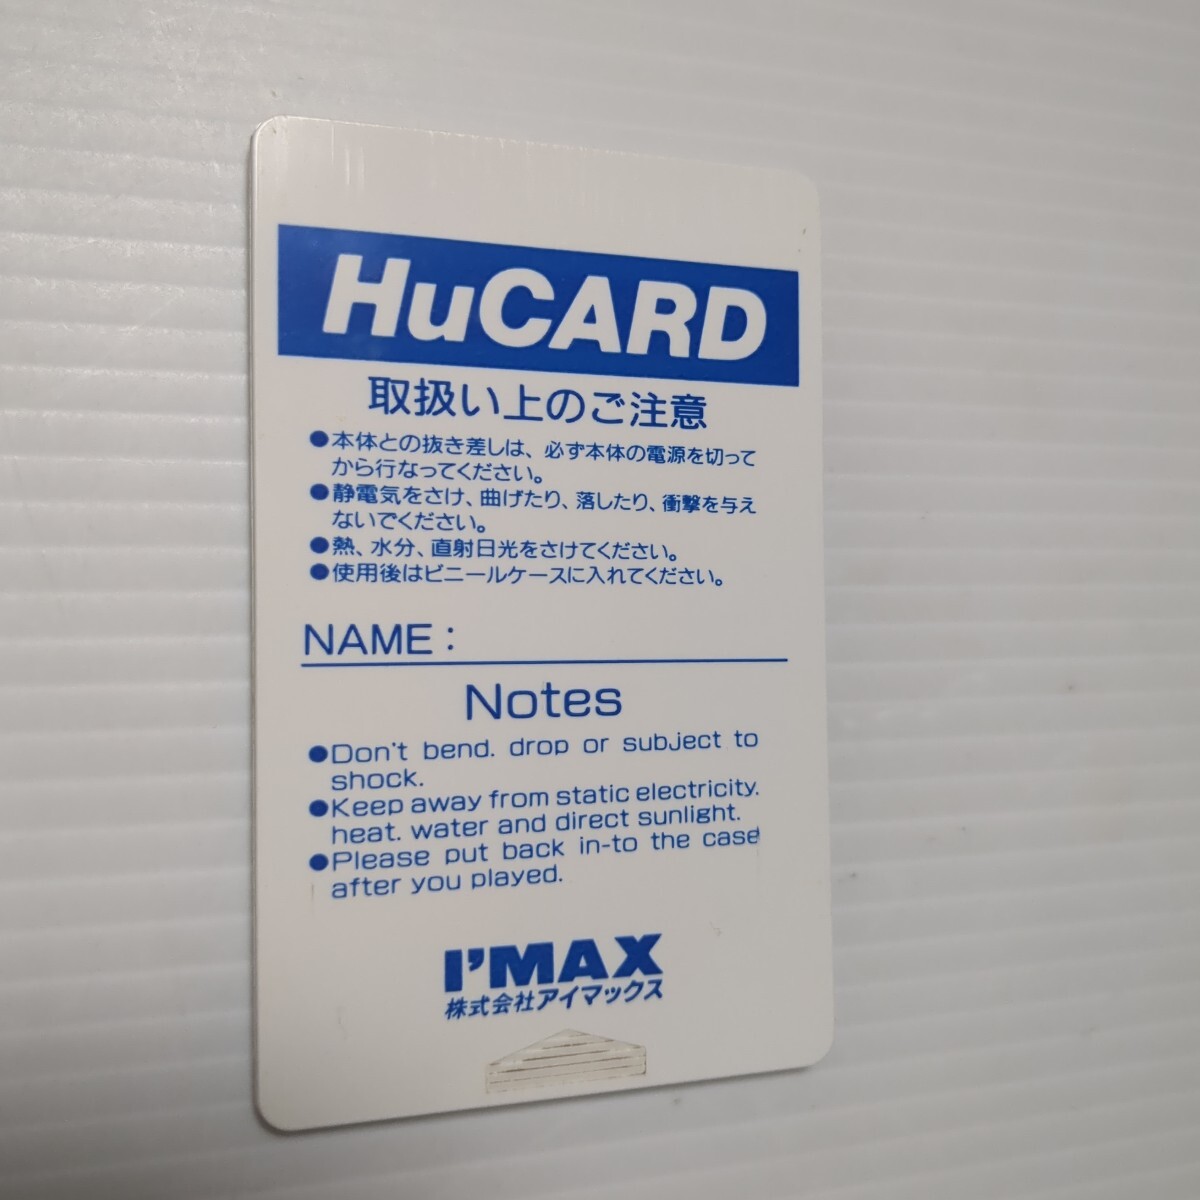 HuCARD
取扱い上のご注意
●本体との抜き差しは、必ず本体の電源を切って
から行なってください。
●静電気をさけ、曲げたり、落したり、衝撃を与え
ないでください。
●熱、水分、直射日光をさけてください。
●使用後はビニールケースに入れてください。
NAME:
Notes
●Don't bend. drop or subject to
shock.
●Keep away from static electricity.
heat. water and direct sunlight.
●Please put back in-to the case
after you played.
I'MAX
株式会社アイマックス